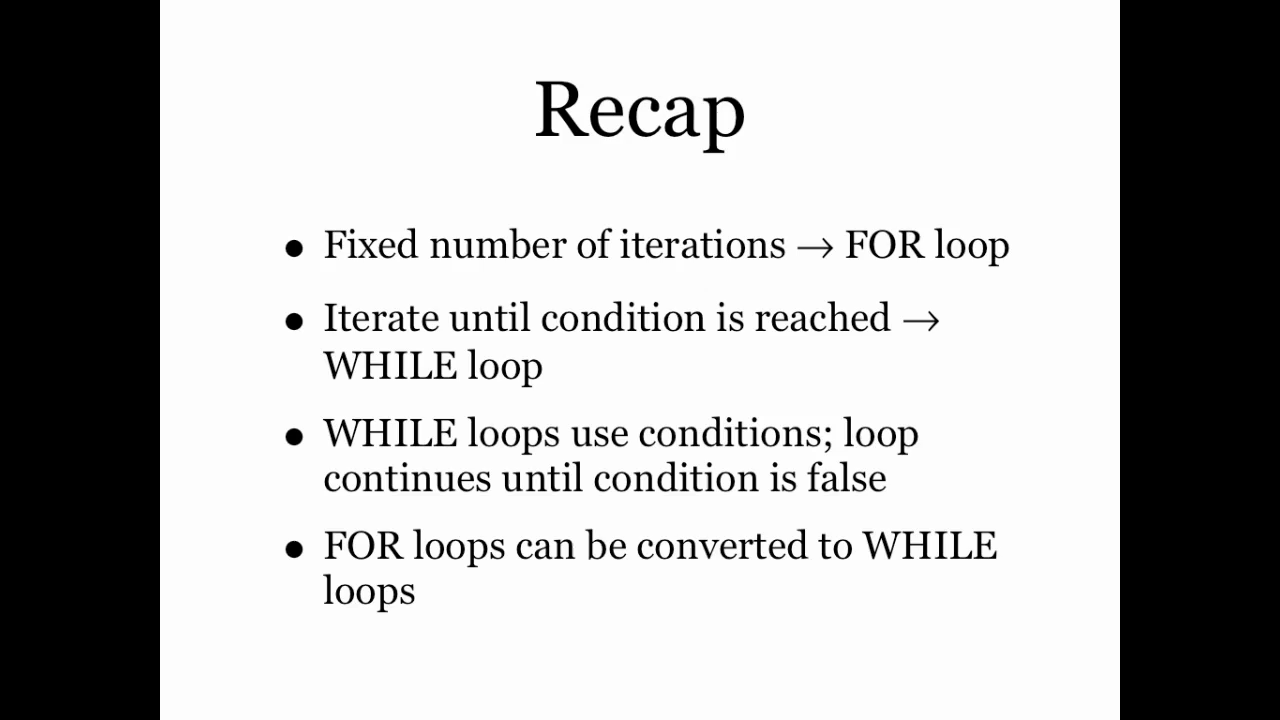 Recap
● Fixed number of iterations → FOR loop
● Iterate until condition is reached →
WHILE loop
● WHILE loops use conditions; loop
continues until condition is false
● FOR loops can be converted to WHILE
loops